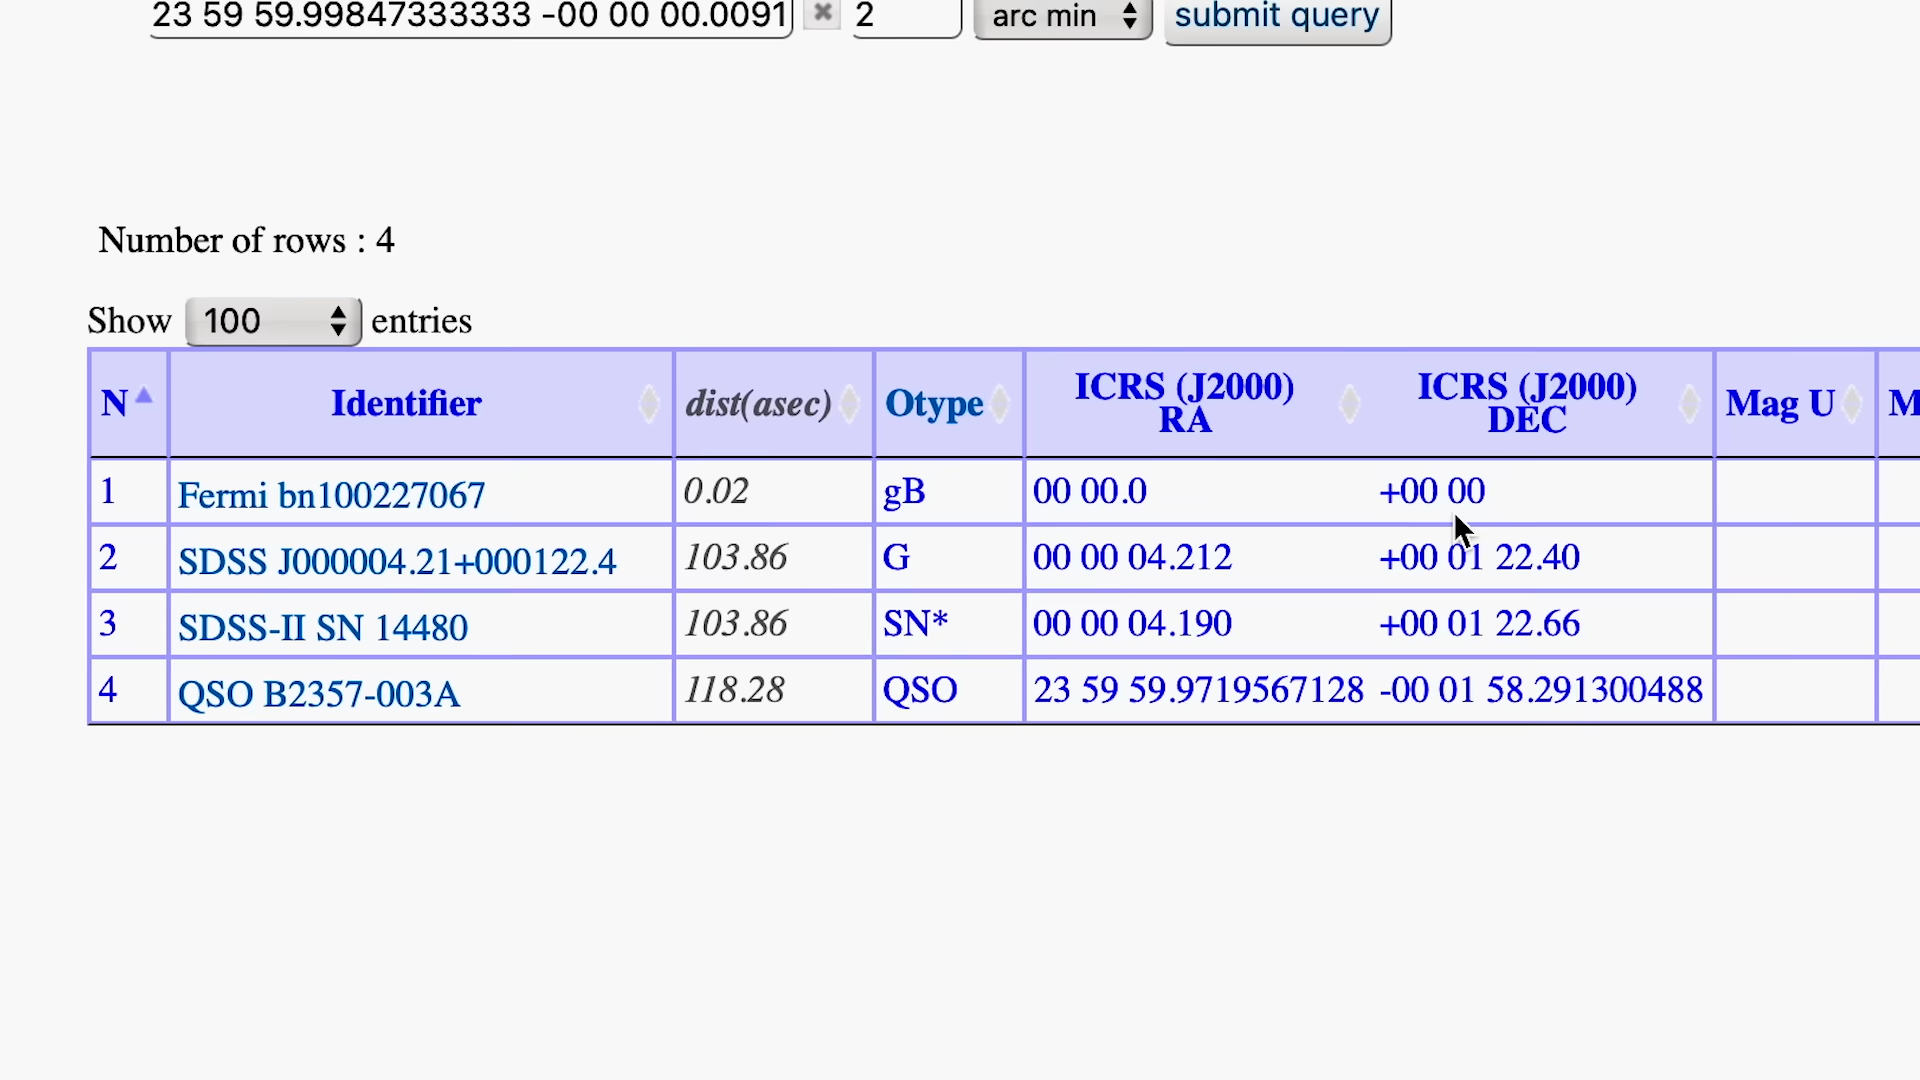 23 59 59.99847333333 -00 00 00.0091 2 arc min submit query
Number of rows : 4
Show 100 entries
N Identifier dist(asec) Otype ICRS (J2000) RA ICRS (J2000) DEC Mag U M
1 Fermi bn100227067 0.02 gB 00 00.0 +00 00
2 SDSS J000004.21+000122.4 103.86 G 00 00 04.212 +00 01 22.40
3 SDSS-II SN 14480 103.86 SN* 00 00 04.190 +00 01 22.66
4 QSO B2357-003A 118.28 QSO 23 59 59.9719567128 -00 01 58.291300488